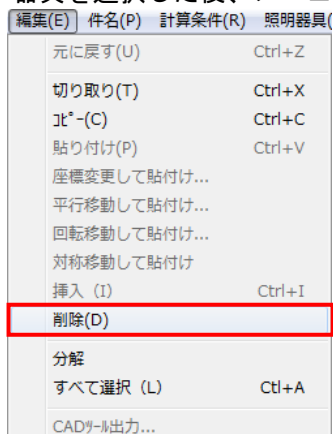 編集(E) 件名(P) 計算条件(R) 照明器具(
元に戻す(U) Ctrl+Z
切り取り(T) Ctrl+X
ｺﾋﾟｰ(C) Ctrl+C
貼り付け(P) Ctrl+V
座標変更して貼付け...
平行移動して貼付け...
回転移動して貼付け...
対称移動して貼付け
挿入（I） Ctrl+I
削除(D)
分解
すべて選択（L） Ctl+A
CADﾂｰﾙ出力...